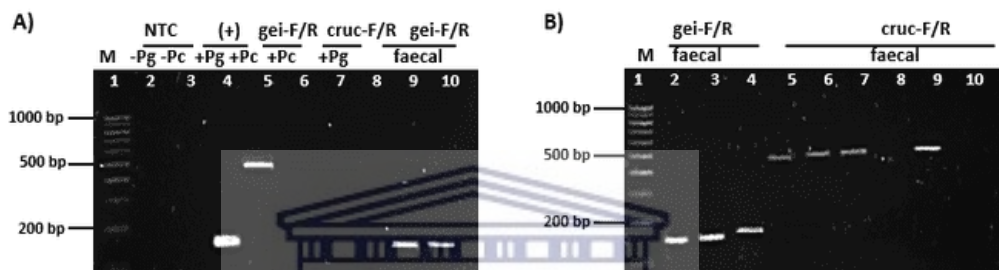 A)
NTC (+) gei-F/R cruc-F/R gei-F/R
M -Pg -Pc +Pg +Pc +Pc +Pg faecal
1 2 3 4 5 6 7 8 9 10
1000 bp
500 bp
200 bp
B)
gei-F/R cruc-F/R
M faecal faecal
1 2 3 4 5 6 7 8 9 10
1000 bp
500 bp
200 bp